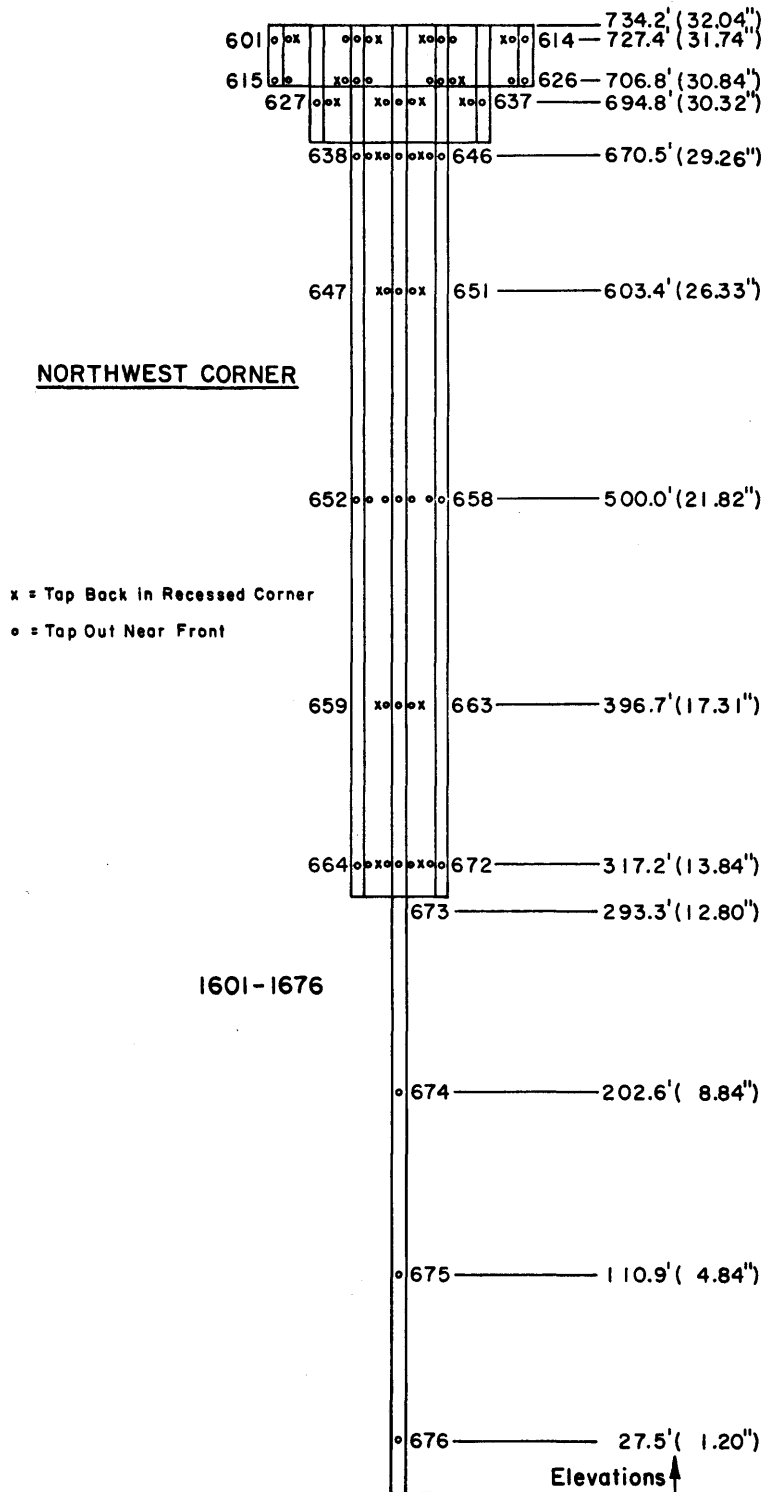 734.2' (32.04")
601 614 727.4' (31.74")
615 626 706.8' (30.84")
627 637 694.8' (30.32")
638 646 670.5' (29.26")
647 651 603.4' (26.33")
NORTHWEST CORNER
652 658 500.0' (21.82")
x = Tap Back in Recessed Corner
o = Tap Out Near Front
659 663 396.7' (17.31")
664 672 317.2' (13.84")
673 293.3' (12.80")
1601-1676
674 202.6' ( 8.84")
675 110.9' ( 4.84")
676 27.5' ( 1.20")
Elevations